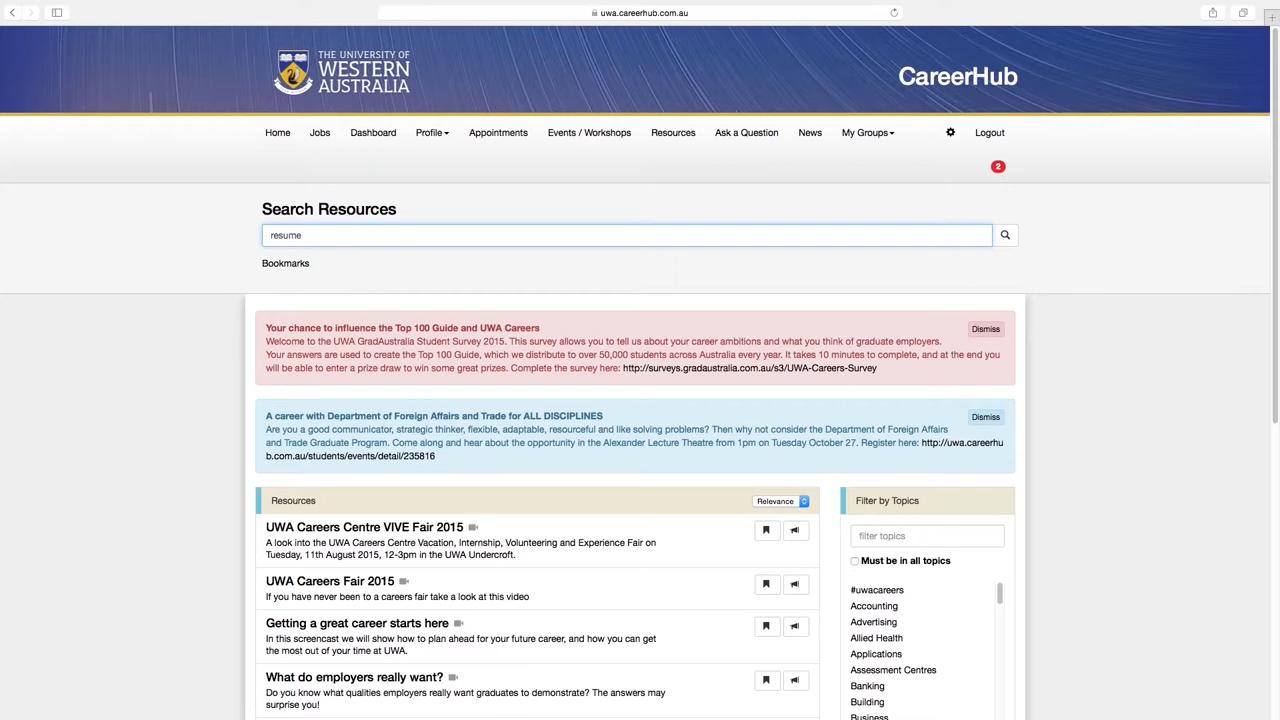 uwa.careerhub.com.au
THE UNIVERSITY OF
WESTERN
AUSTRALIA
CareerHub
Home Jobs Dashboard Profile Appointments Events / Workshops Resources Ask a Question News My Groups Logout
2
Search Resources
resume
Bookmarks
Your chance to influence the Top 100 Guide and UWA Careers
Dismiss
Welcome to the UWA GradAustralia Student Survey 2015. This survey allows you to tell us about your career ambitions and what you think of graduate employers.
Your answers are used to create the Top 100 Guide, which we distribute to over 50,000 students across Australia every year. It takes 10 minutes to complete, and at the end you
will be able to enter a prize draw to win some great prizes. Complete the survey here: http://surveys.gradaustralia.com.au/s3/UWA-Careers-Survey
A career with Department of Foreign Affairs and Trade for ALL DISCIPLINES
Dismiss
Are you a good communicator, strategic thinker, flexible, adaptable, resourceful and like solving problems? Then why not consider the Department of Foreign Affairs
and Trade Graduate Program. Come along and hear about the opportunity in the Alexander Lecture Theatre from 1pm on Tuesday October 27. Register here: http://uwa.careerhu
b.com.au/students/events/detail/235816
Resources
Relevance
UWA Careers Centre VIVE Fair 2015
A look into the UWA Careers Centre Vacation, Internship, Volunteering and Experience Fair on
Tuesday, 11th August 2015, 12-3pm in the UWA Undercroft.
UWA Careers Fair 2015
If you have never been to a careers fair take a look at this video
Getting a great career starts here
In this screencast we will show how to plan ahead for your future career, and how you can get
the most out of your time at UWA.
What do employers really want?
Do you know what qualities employers really want graduates to demonstrate? The answers may
surprise you!
Filter by Topics
filter topics
Must be in all topics
#uwacareers
Accounting
Advertising
Allied Health
Applications
Assessment Centres
Banking
Building
Business